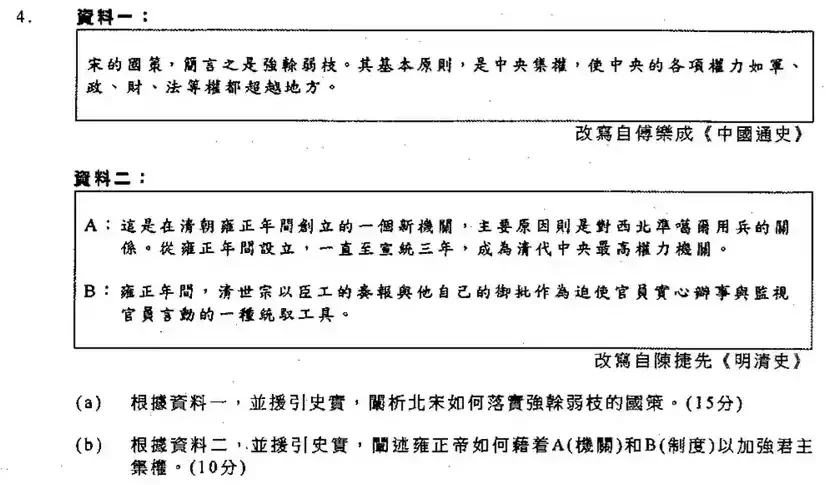 4. 資料一：
宋的國策，簡言之是強榦弱枝。其基本原則，是中央集權，使中央的各項權力如軍、
政、財、法等權都超越地方。
改寫自傅樂成《中國通史》
資料二：
A：這是在清朝雍正年間創立的一個新機關，主要原因則是對西北準噶爾用兵的關
係。從雍正年間設立，一直至宣統三年，成為清代中央最高權力機關。
B：雍正年間，清世宗以臣工的奏報與他自己的御批作為迫使官員實心辦事與監視
官員言動的一種統馭工具。
改寫自陳捷先《明清史》
(a) 根據資料一，並援引史實，闡析北宋如何落實強榦弱枝的國策。(15分)
(b) 根據資料二，並援引史實，闡述雍正帝如何藉着A(機關)和B(制度)以加強君主
集權。(10分)